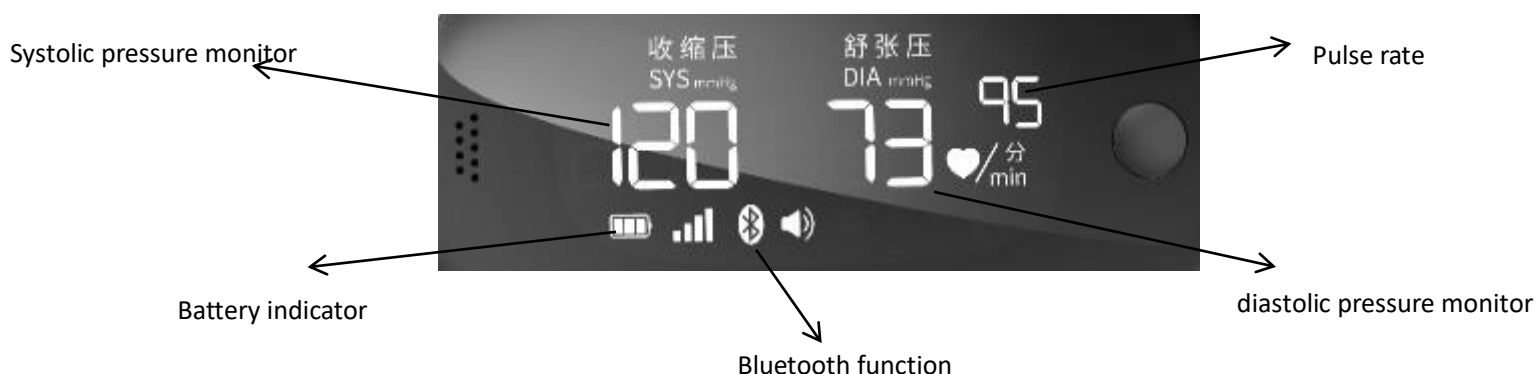 Systolic pressure monitor
收缩压
SYS mmHg
120
舒张压
DIA mmHg
73
95
/分
min
Pulse rate
Battery indicator
Bluetooth function
diastolic pressure monitor